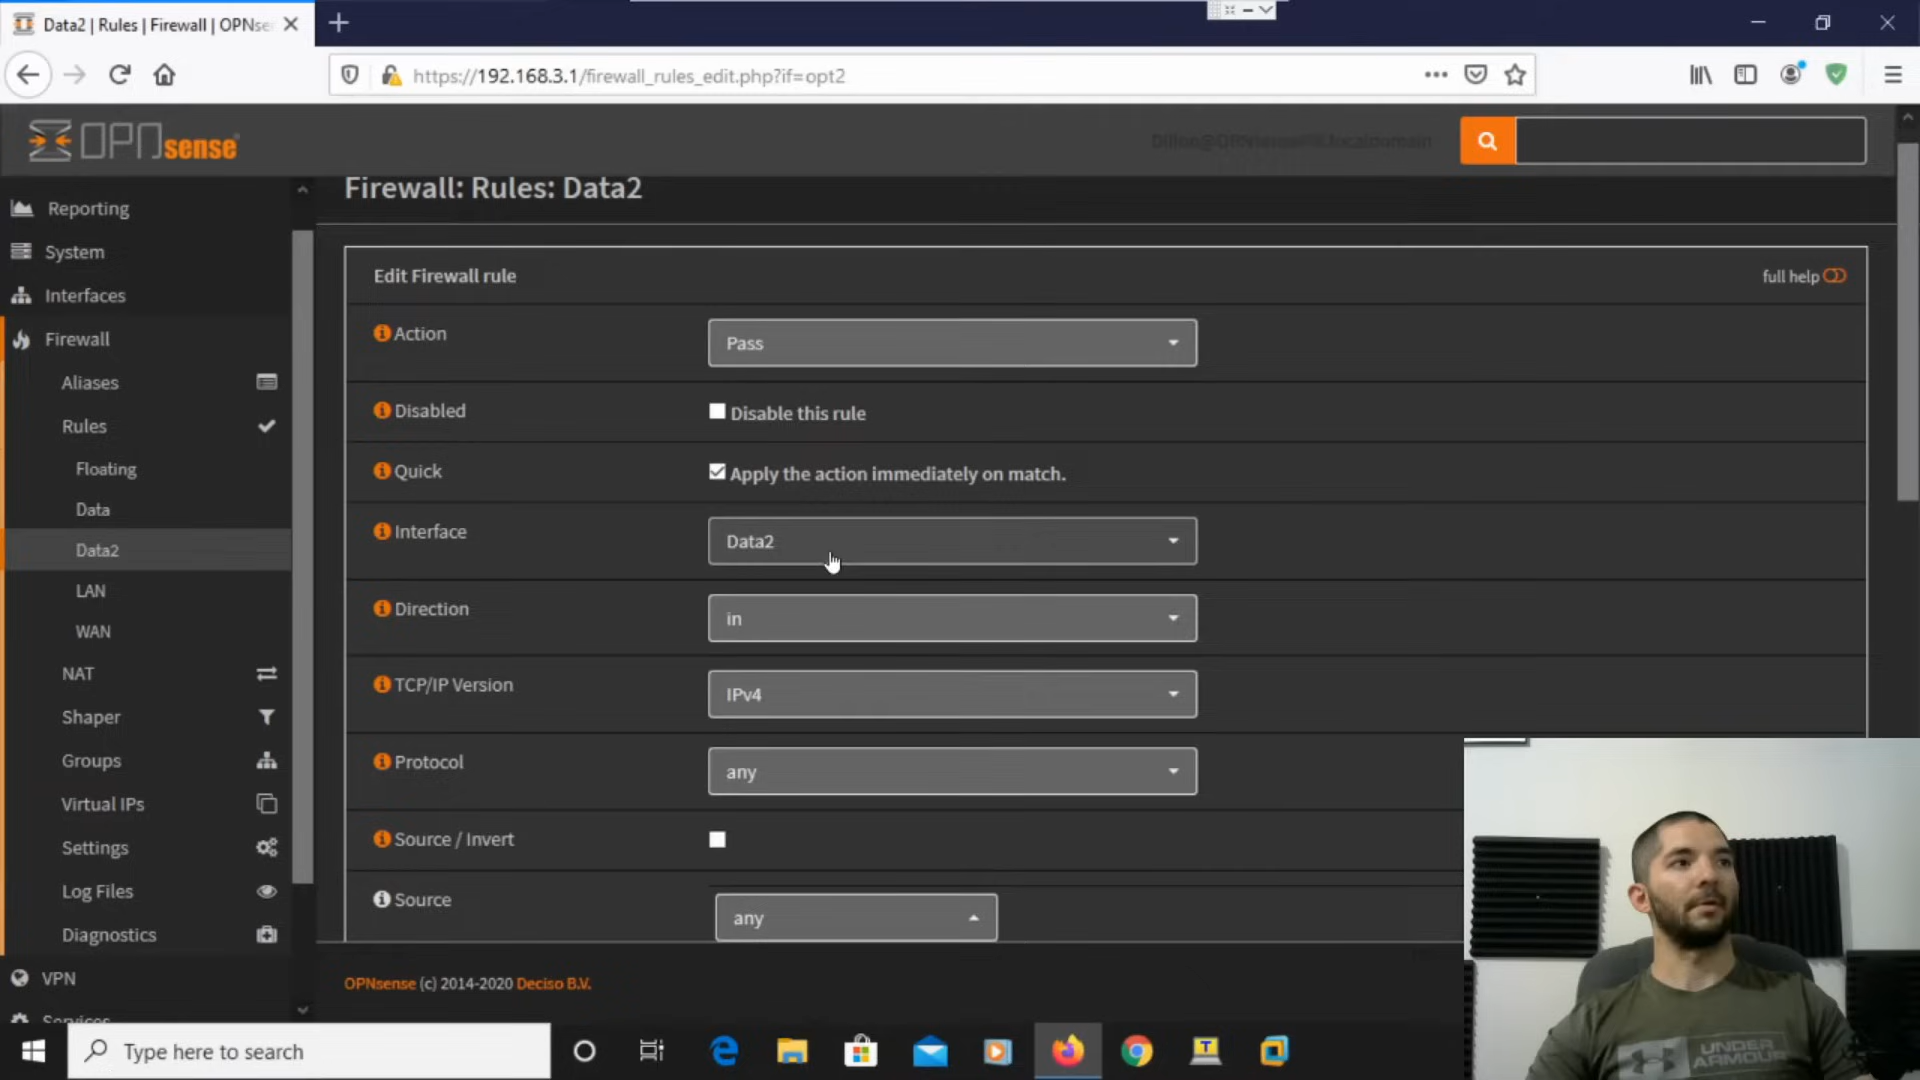 Data2 | Rules | Firewall | OPNse
https://192.168.3.1/firewall_rules_edit.php?if=opt2
OPNsense
Firewall: Rules: Data2
Reporting
System
Interfaces
Firewall
Aliases
Rules
Floating
Data
Data2
LAN
WAN
NAT
Shaper
Groups
Virtual IPs
Settings
Log Files
Diagnostics
VPN
Services
Edit Firewall rule
full help
Action
Pass
Disabled
Disable this rule
Quick
Apply the action immediately on match.
Interface
Data2
Direction
in
TCP/IP Version
IPv4
Protocol
any
Source / Invert
Source
any
OPNsense (c) 2014-2020 Deciso B.V.
Type here to search
T
UNDER
ARMOUR